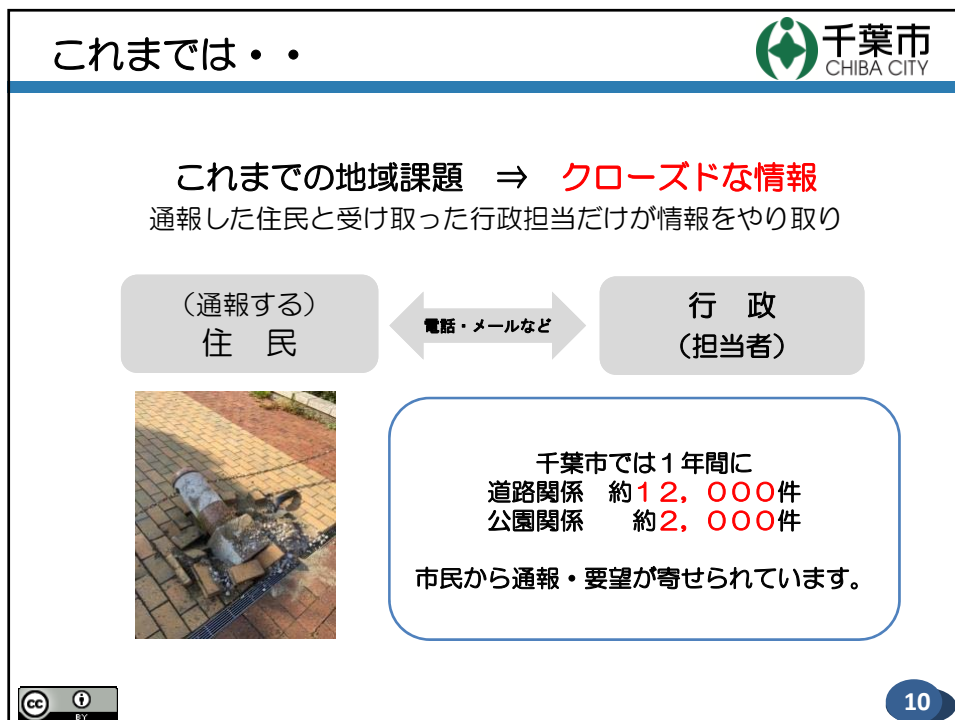 これまでは・・
千葉市
CHIBA CITY
これまでの地域課題　⇒　クローズドな情報
通報した住民と受け取った行政担当だけが情報をやり取り
（通報する）
住　民
電話・メールなど
行　政
（担当者）
千葉市では１年間に
道路関係　約１２，０００件
公園関係　　約２，０００件
市民から通報・要望が寄せられています。
cc
BY
10